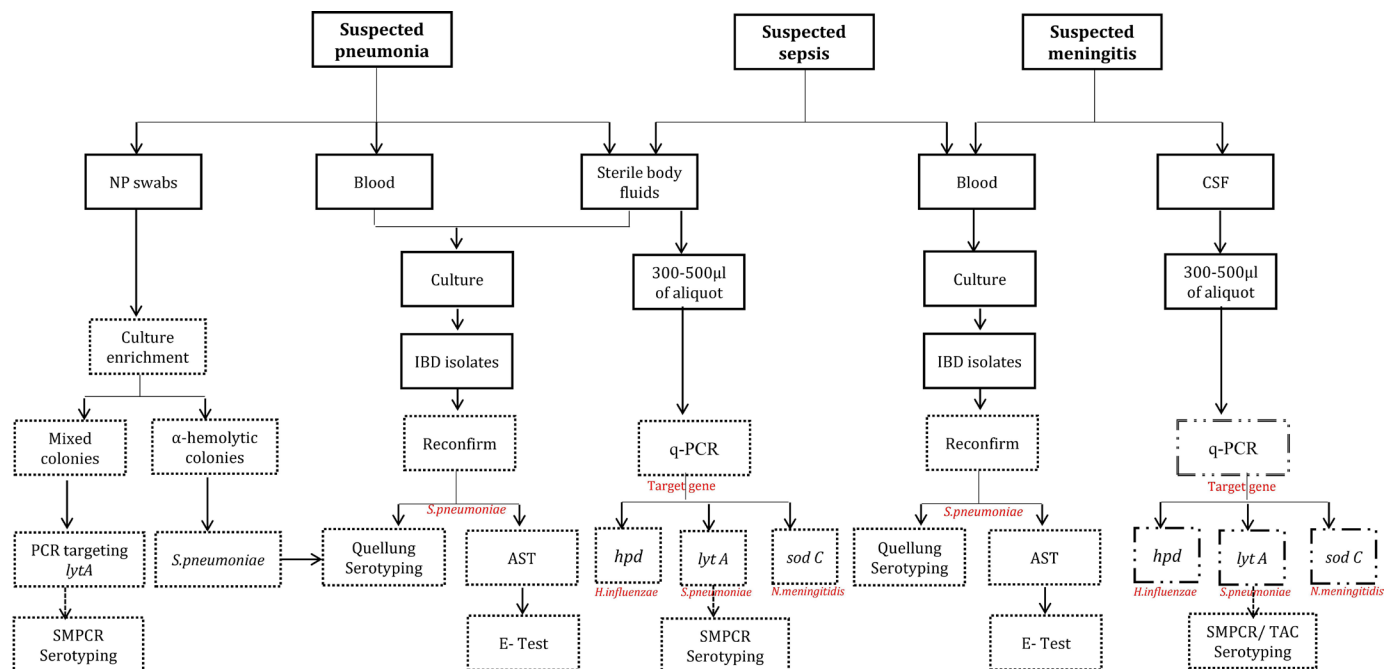 Suspected
pneumonia
Suspected
sepsis
Suspected
meningitis
NP swabs
Blood
Sterile body
fluids
Blood
CSF
Culture
300-500µl
of aliquot
Culture
300-500µl
of aliquot
Culture
enrichment
IBD isolates
IBD isolates
Mixed
colonies
α-hemolytic
colonies
Reconfirm
q-PCR
Reconfirm
q-PCR
Target gene
Target gene
S.pneumoniae
S.pneumoniae
PCR targeting
lytA
S.pneumoniae
Quellung
Serotyping
AST
hpd
lyt A
sod C
Quellung
Serotyping
AST
hpd
lyt A
sod C
H.influenzae
S.pneumoniae
N.meningitidis
H.influenzae
S.pneumoniae
N.meningitidis
SMPCR
Serotyping
E- Test
SMPCR
Serotyping
E- Test
SMPCR/ TAC
Serotyping